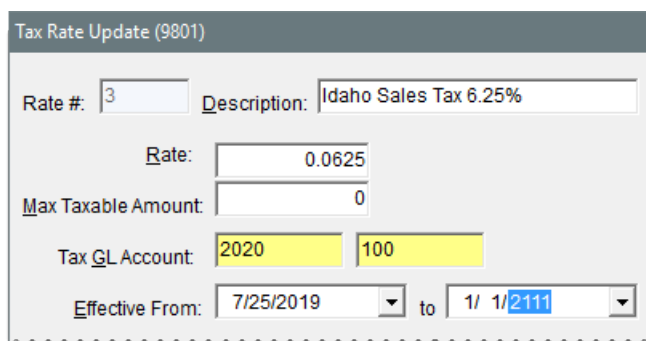 Tax Rate Update (9801)
Rate #: 3 Description: Idaho Sales Tax 6.25%
Rate: 0.0625
Max Taxable Amount: 0
Tax GL Account: 2020 100
Effective From: 7/25/2019 to 1/ 1/2111